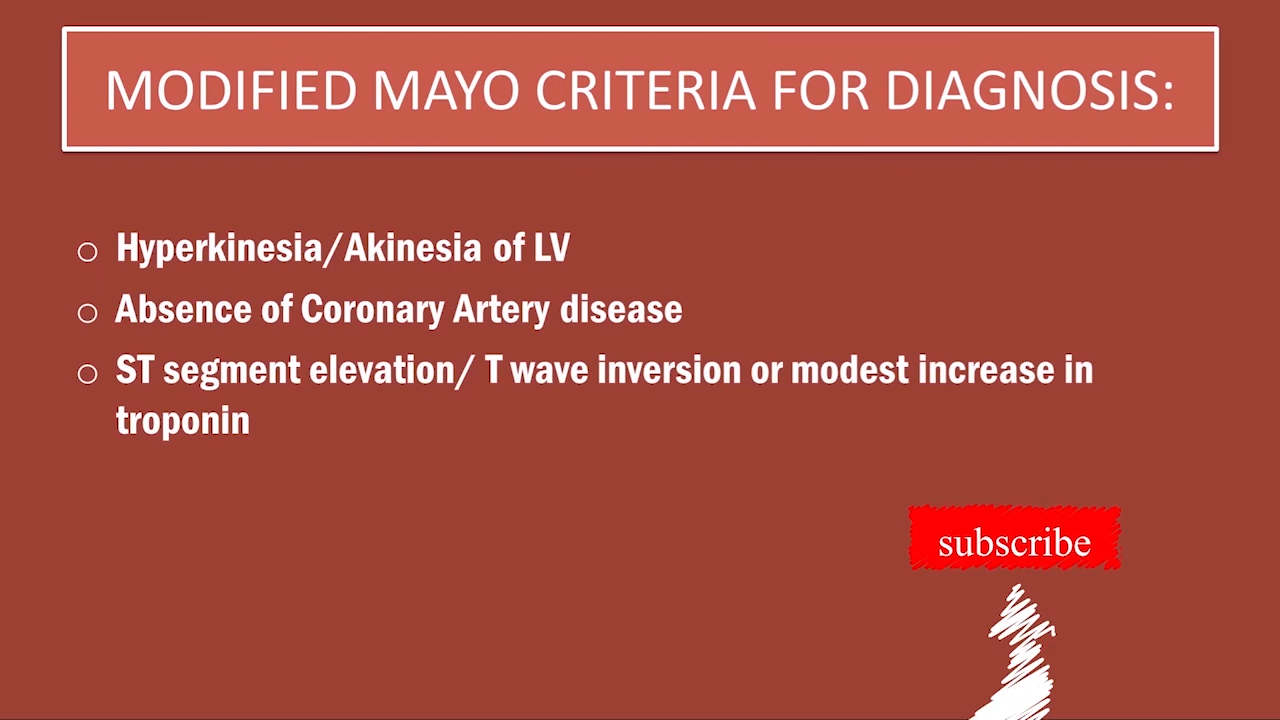 MODIFIED MAYO CRITERIA FOR DIAGNOSIS:
Hyperkinesia/Akinesia of LV
Absence of Coronary Artery disease
ST segment elevation/ T wave inversion or modest increase in
troponin
subscribe